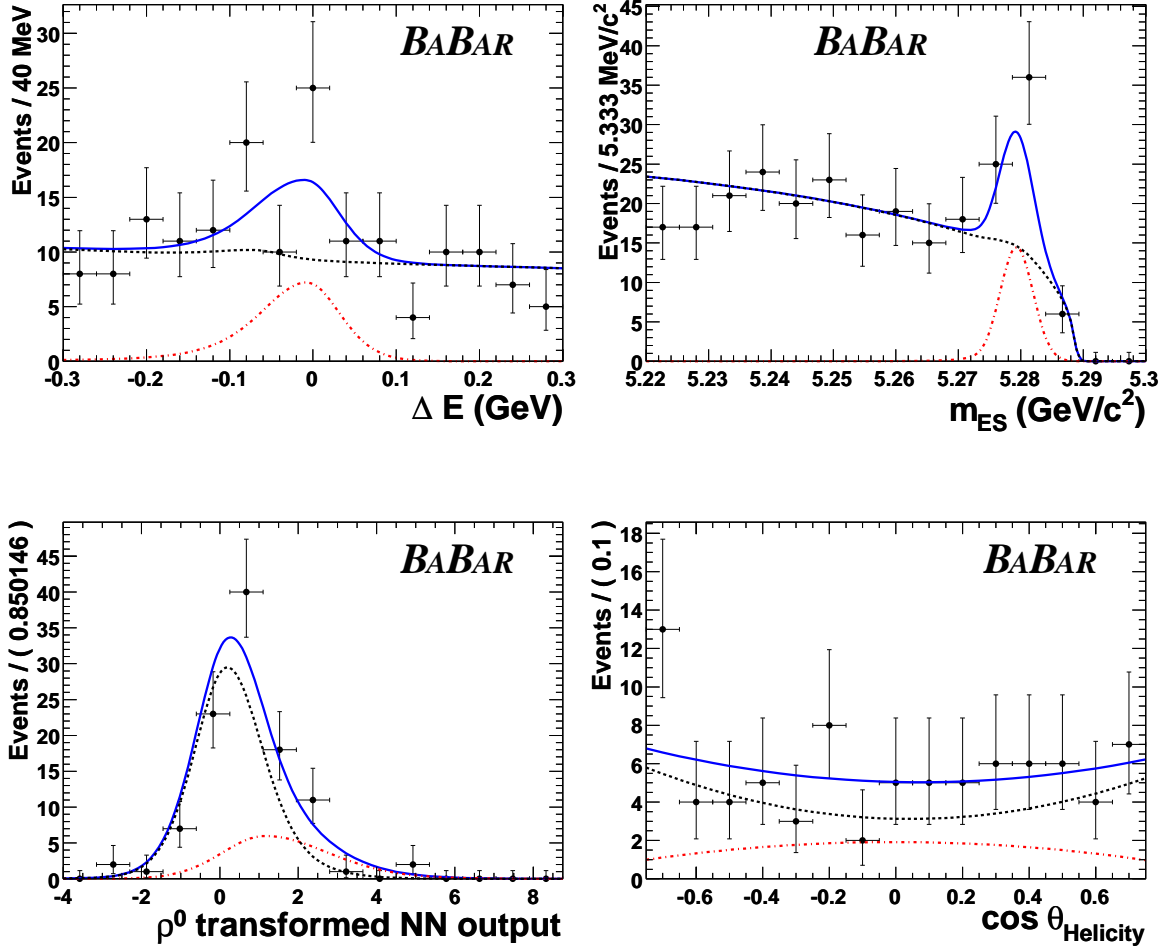 Events / 40 MeV
30
25
20
15
10
5
0
BABAR
-0.3 -0.2 -0.1 0 0.1 0.2 0.3
Δ E (GeV)
Events / 5.333 MeV/c²
45
40
35
30
25
20
15
10
5
0
BABAR
5.22 5.23 5.24 5.25 5.26 5.27 5.28 5.29 5.3
m_ES (GeV/c²)
Events / ( 0.850146 )
45
40
35
30
25
20
15
10
5
0
BABAR
-4 -2 0 2 4 6 8
ρ⁰ transformed NN output
Events / ( 0.1 )
18
16
14
12
10
8
6
4
2
0
BABAR
-0.6 -0.4 -0.2 0 0.2 0.4 0.6
cos θ_Helicity